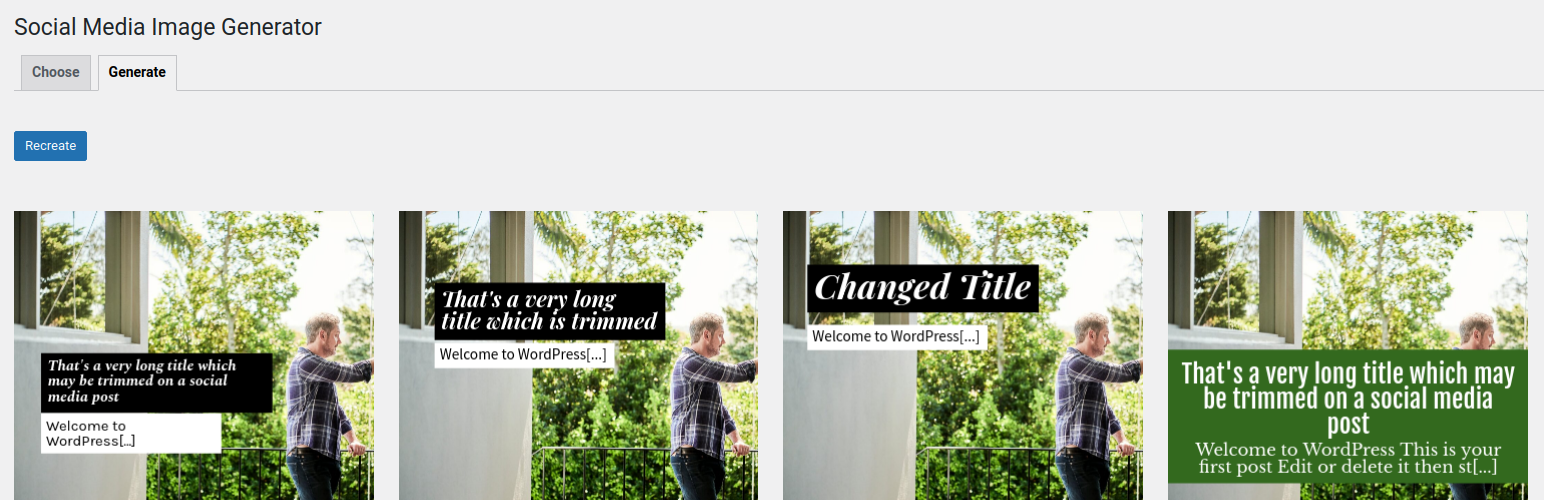 Social Media Image Generator
Choose
Generate
Recreate
That's a very long title which
may be trimmed on a social
media post
Welcome to
WordPress[...]
That's a very long
title which is trimmed
Welcome to WordPress[...]
Changed Title
Welcome to WordPress[...]
That's a very long title which may
be trimmed on a social media
post
Welcome to WordPress This is your
first post Edit or delete it then st[...]